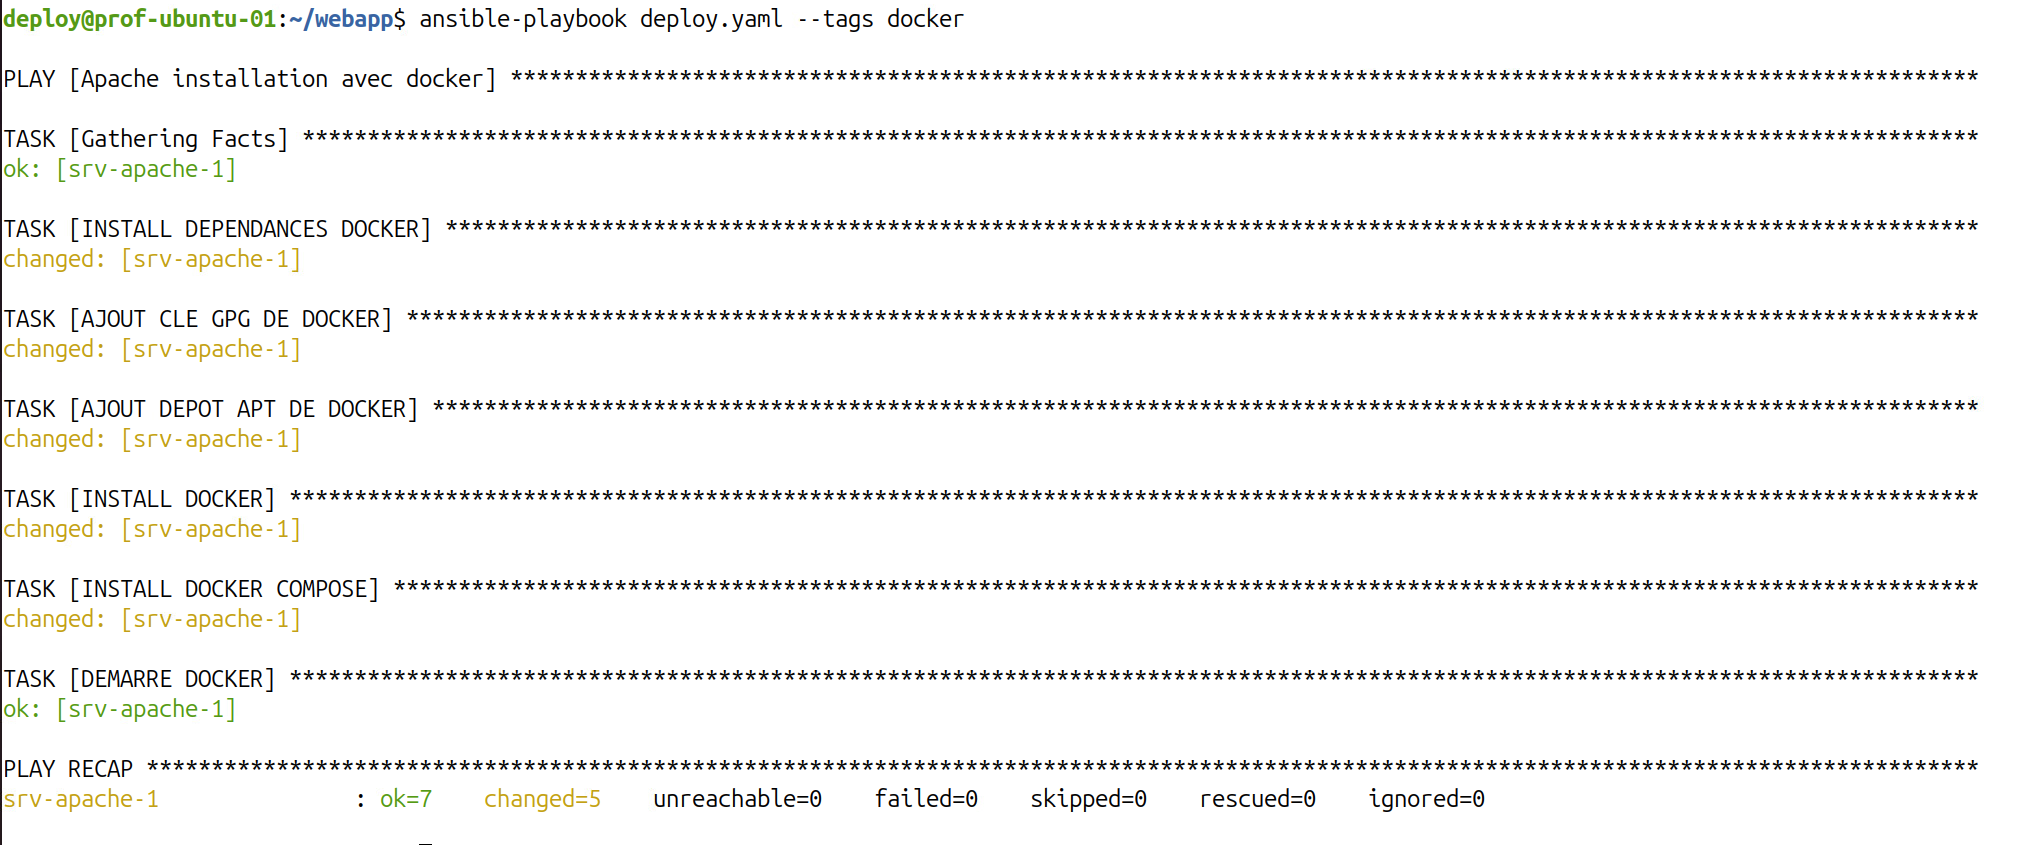 deploy@prof-ubuntu-01:~/webapp$ ansible-playbook deploy.yaml --tags docker
PLAY [Apache installation avec docker] *****************************************************************************************************************
TASK [Gathering Facts] *********************************************************************************************************************************
ok: [srv-apache-1]
TASK [INSTALL DEPENDANCES DOCKER] **********************************************************************************************************************
changed: [srv-apache-1]
TASK [AJOUT CLE GPG DE DOCKER] *************************************************************************************************************************
changed: [srv-apache-1]
TASK [AJOUT DEPOT APT DE DOCKER] ***********************************************************************************************************************
changed: [srv-apache-1]
TASK [INSTALL DOCKER] **********************************************************************************************************************************
changed: [srv-apache-1]
TASK [INSTALL DOCKER COMPOSE] **************************************************************************************************************************
changed: [srv-apache-1]
TASK [DEMARRE DOCKER] **********************************************************************************************************************************
ok: [srv-apache-1]
PLAY RECAP *********************************************************************************************************************************************
srv-apache-1               : ok=7    changed=5    unreachable=0    failed=0    skipped=0    rescued=0    ignored=0